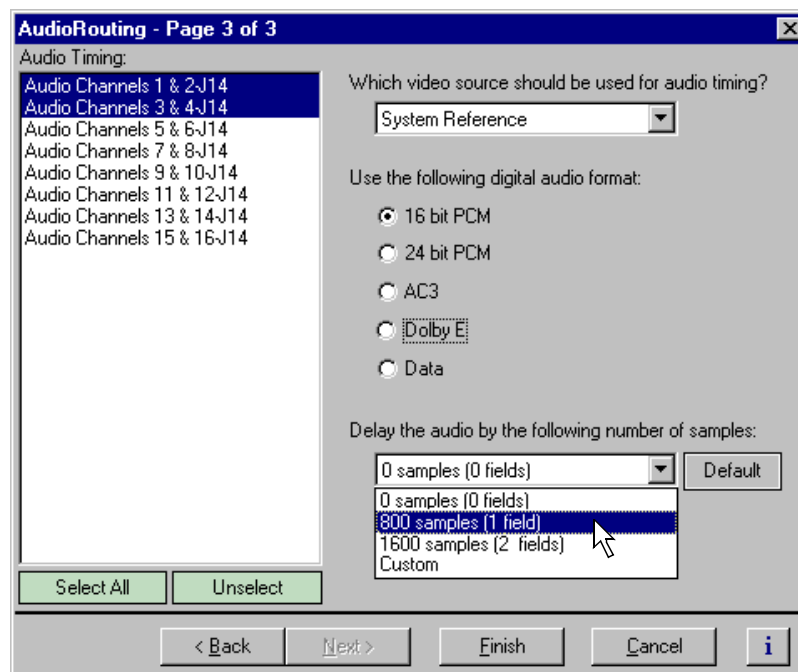 AudioRouting - Page 3 of 3
Audio Timing:
Audio Channels 1 & 2-J14
Audio Channels 3 & 4-J14
Audio Channels 5 & 6-J14
Audio Channels 7 & 8-J14
Audio Channels 9 & 10-J14
Audio Channels 11 & 12-J14
Audio Channels 13 & 14-J14
Audio Channels 15 & 16-J14
Select All
Unselect
Which video source should be used for audio timing?
System Reference
Use the following digital audio format:
16 bit PCM
24 bit PCM
AC3
Dolby E
Data
Delay the audio by the following number of samples:
0 samples (0 fields)
Default
0 samples (0 fields)
800 samples (1 field)
1600 samples (2 fields)
Custom
< Back
Next >
Finish
Cancel
i